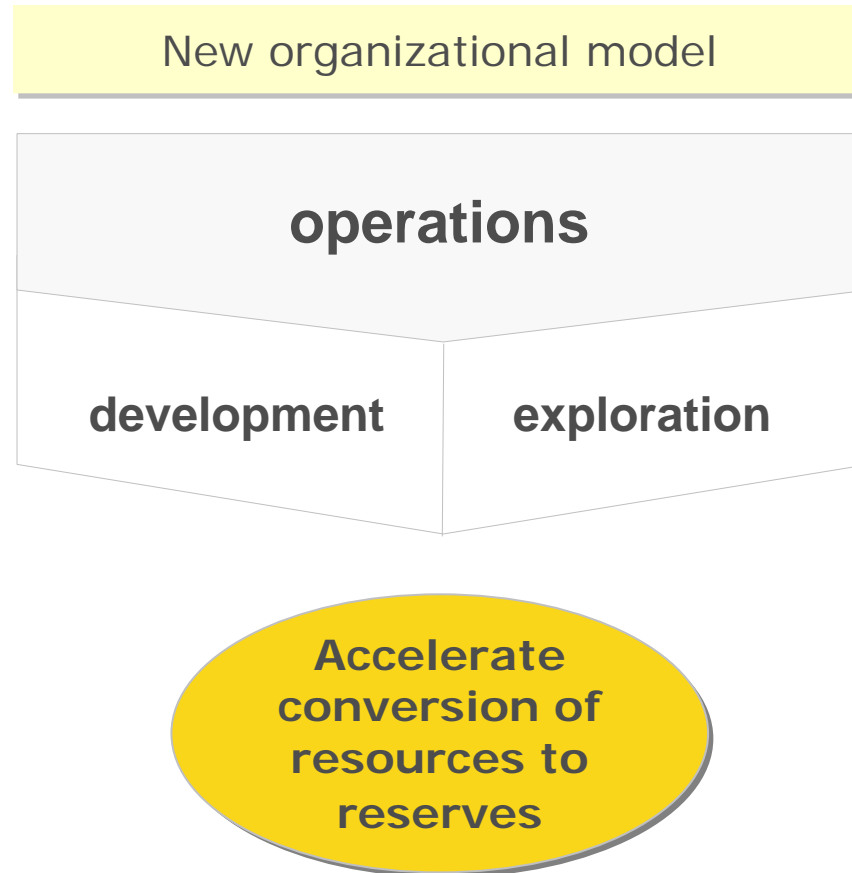 New organizational model
operations
development
exploration
Accelerate
conversion of
resources to
reserves